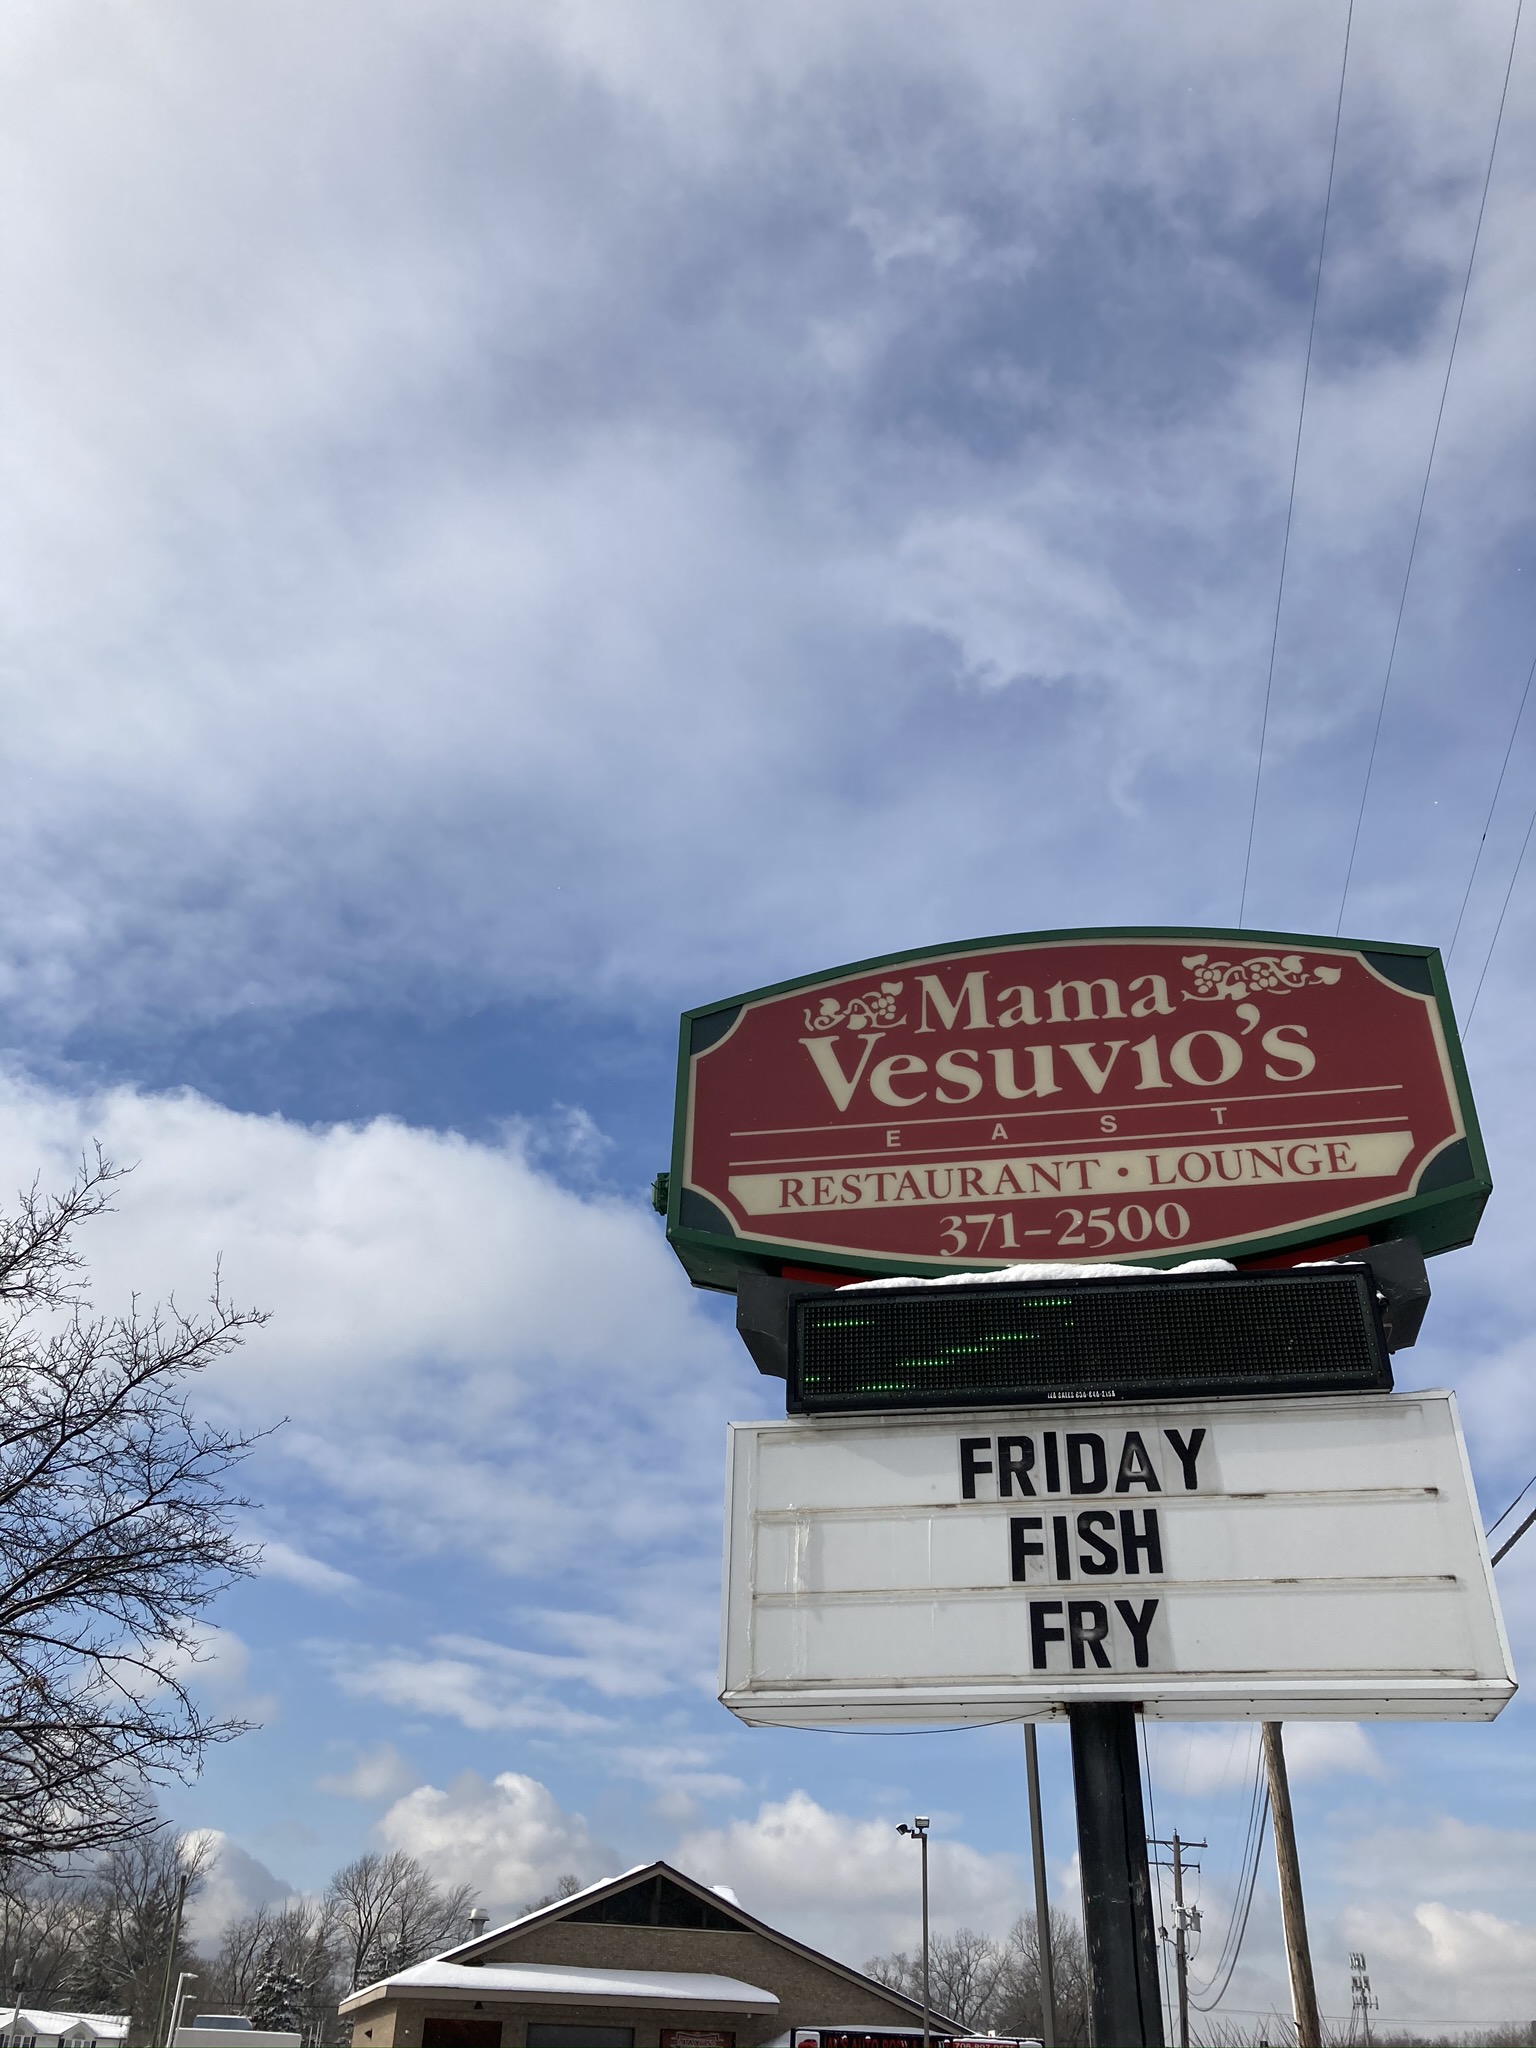 Mama
Vesuvio's
EAST
RESTAURANT • LOUNGE
371-2500
FRIDAY
FISH
FRY